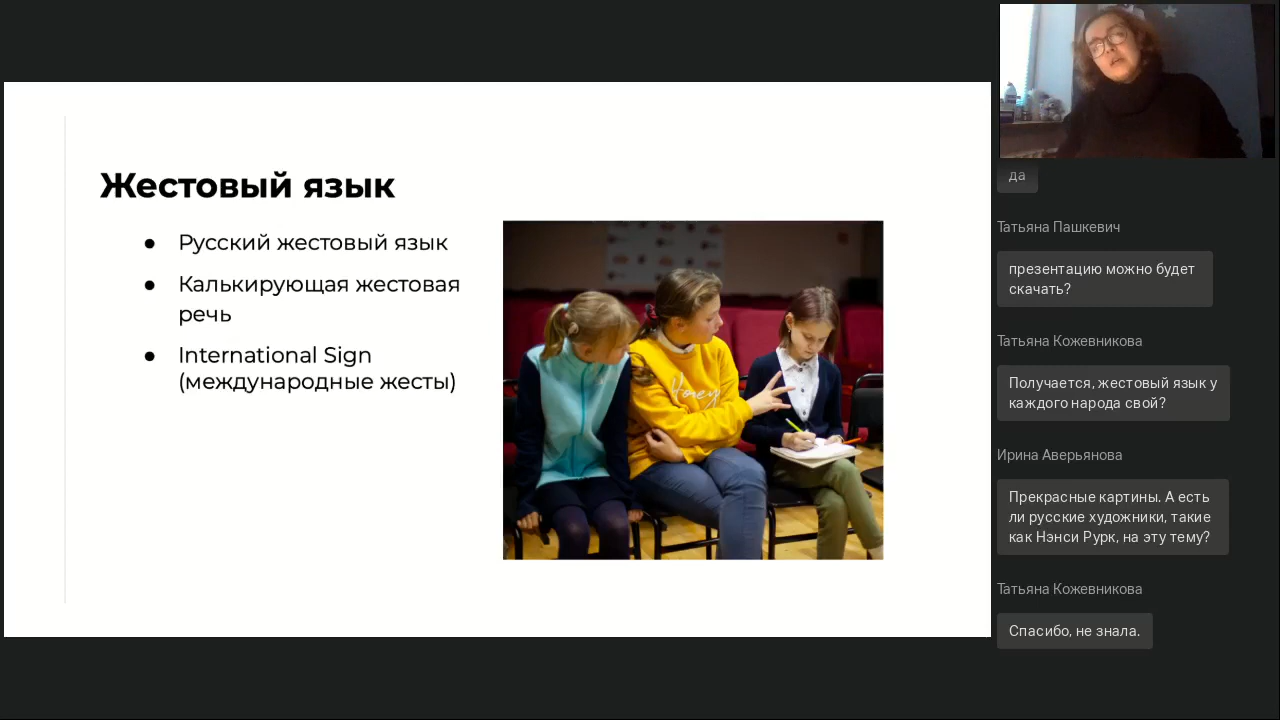 Жестовый язык
● Русский жестовый язык
● Калькирующая жестовая
речь
● International Sign
(международные жесты)
Honey
да
Татьяна Пашкевич
презентацию можно будет
скачать?
Татьяна Кожевникова
Получается, жестовый язык у
каждого народа свой?
Ирина Аверьянова
Прекрасные картины. А есть
ли русские художники, такие
как Нэнси Рурк, на эту тему?
Татьяна Кожевникова
Спасибо, не знала.